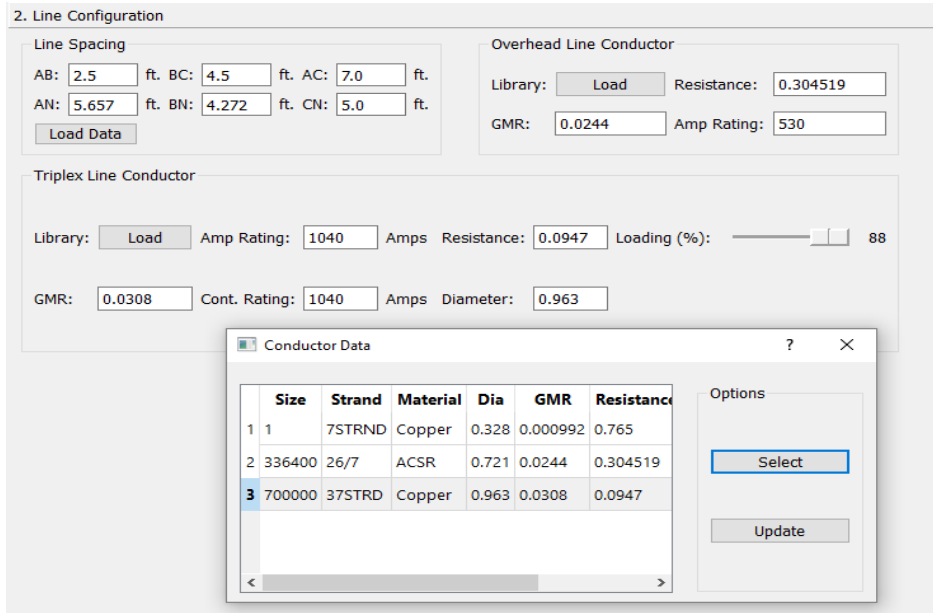 2. Line Configuration
Line Spacing
AB: 2.5 ft. BC: 4.5 ft. AC: 7.0 ft.
AN: 5.657 ft. BN: 4.272 ft. CN: 5.0 ft.
Load Data
Overhead Line Conductor
Library: Load Resistance: 0.304519
GMR: 0.0244 Amp Rating: 530
Triplex Line Conductor
Library: Load Amp Rating: 1040 Amps Resistance: 0.0947 Loading (%): 88
GMR: 0.0308 Cont. Rating: 1040 Amps Diameter: 0.963
Conductor Data ?
Size Strand Material Dia GMR Resistance
1 1 7STRND Copper 0.328 0.000992 0.765
2 336400 26/7 ACSR 0.721 0.0244 0.304519
3 700000 37STRD Copper 0.963 0.0308 0.0947
Options
Select
Update